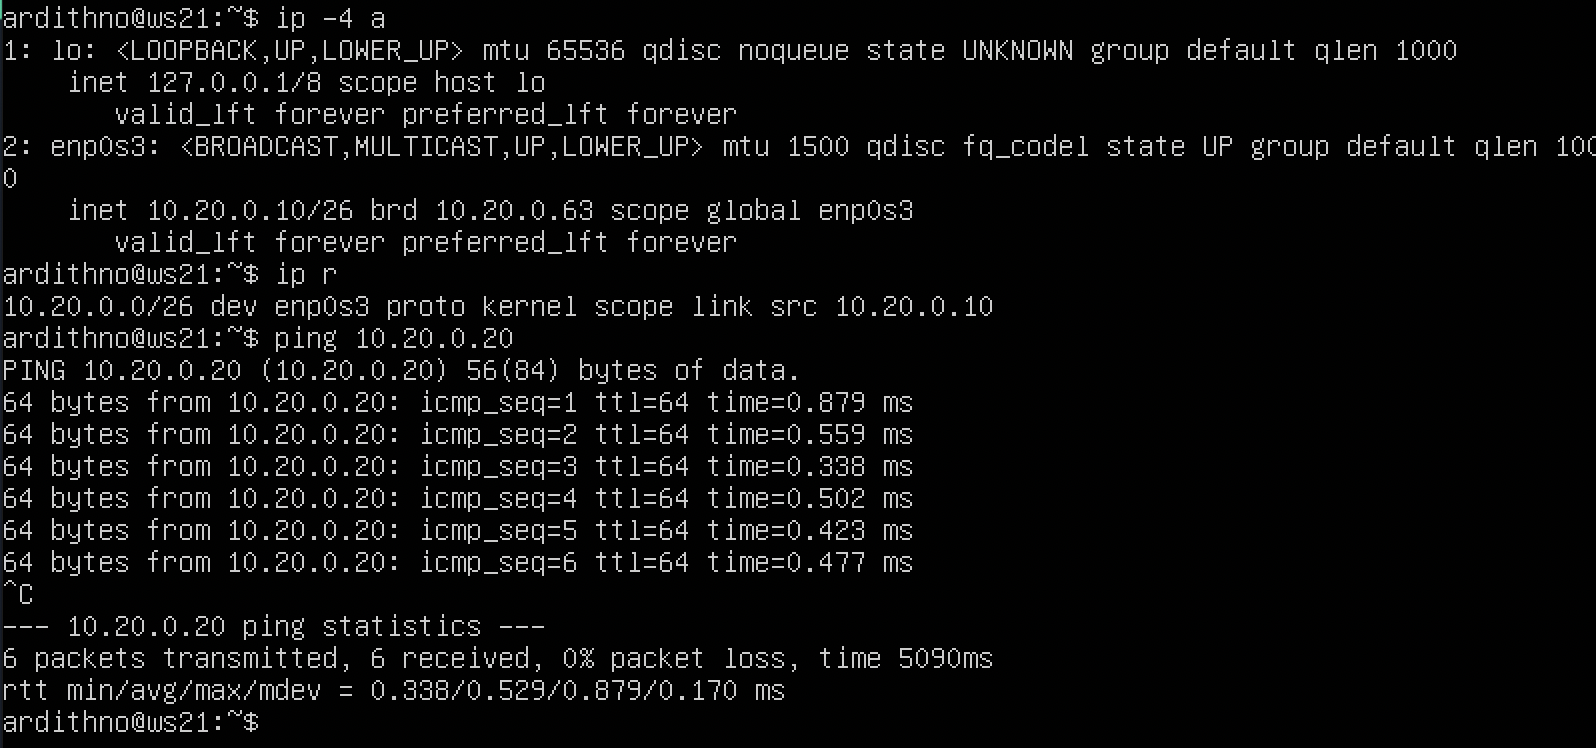 ardithno@ws21:~$ ip -4 a
1: lo: <LOOPBACK,UP,LOWER_UP> mtu 65536 qdisc noqueue state UNKNOWN group default qlen 1000
    inet 127.0.0.1/8 scope host lo
       valid_lft forever preferred_lft forever
2: enp0s3: <BROADCAST,MULTICAST,UP,LOWER_UP> mtu 1500 qdisc fq_codel state UP group default qlen 100
0
    inet 10.20.0.10/26 brd 10.20.0.63 scope global enp0s3
       valid_lft forever preferred_lft forever
ardithno@ws21:~$ ip r
10.20.0.0/26 dev enp0s3 proto kernel scope link src 10.20.0.10
ardithno@ws21:~$ ping 10.20.0.20
PING 10.20.0.20 (10.20.0.20) 56(84) bytes of data.
64 bytes from 10.20.0.20: icmp_seq=1 ttl=64 time=0.879 ms
64 bytes from 10.20.0.20: icmp_seq=2 ttl=64 time=0.559 ms
64 bytes from 10.20.0.20: icmp_seq=3 ttl=64 time=0.338 ms
64 bytes from 10.20.0.20: icmp_seq=4 ttl=64 time=0.502 ms
64 bytes from 10.20.0.20: icmp_seq=5 ttl=64 time=0.423 ms
64 bytes from 10.20.0.20: icmp_seq=6 ttl=64 time=0.477 ms
^C
--- 10.20.0.20 ping statistics ---
6 packets transmitted, 6 received, 0% packet loss, time 5090ms
rtt min/avg/max/mdev = 0.338/0.529/0.879/0.170 ms
ardithno@ws21:~$